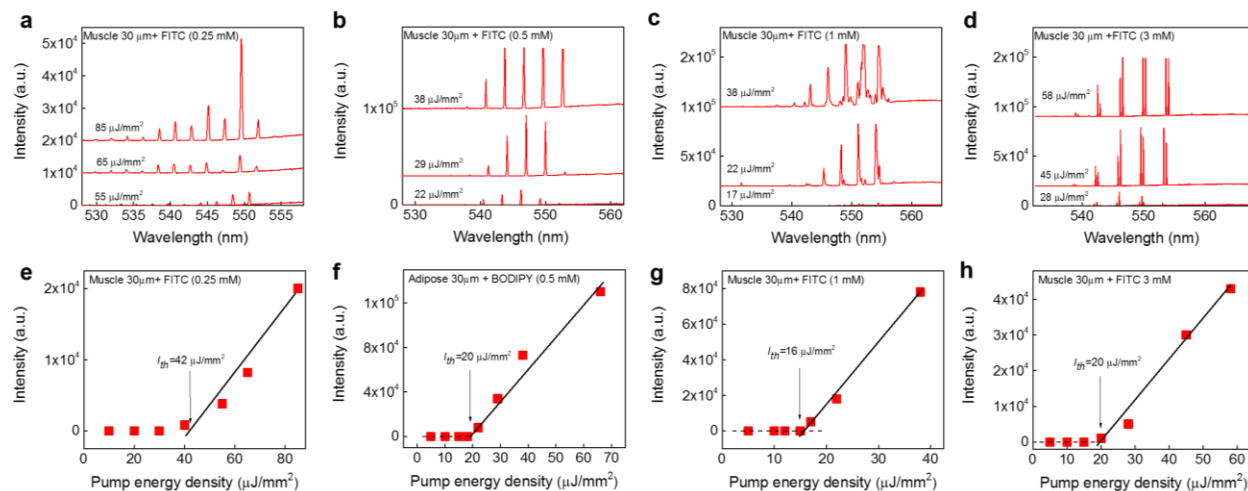 a
Muscle 30 μm+ FITC (0.25 mM)
5x10⁴
4x10⁴
3x10⁴
2x10⁴
1x10⁴
0
85 μJ/mm²
65 μJ/mm²
55 μJ/mm²
530 535 540 545 550 555
Wavelength (nm)
Intensity (a.u.)
b
Muscle 30μm + FITC (0.5 mM)
1x10⁵
0
38 μJ/mm²
29 μJ/mm²
22 μJ/mm²
530 540 550 560
Wavelength (nm)
Intensity (a.u.)
c
Muscle 30μm+ FITC (1 mM)
2x10⁵
1x10⁵
5x10⁴
0
38 μJ/mm²
22 μJ/mm²
17 μJ/mm²
530 540 550 560
Wavelength (nm)
Intensity (a.u.)
d
Muscle 30 μm +FITC (3 mM)
2x10⁵
1x10⁵
5x10⁴
0
58 μJ/mm²
45 μJ/mm²
28 μJ/mm²
540 550 560
Wavelength (nm)
Intensity (a.u.)
e
Muscle 30μm+ FITC (0.25 mM)
2x10⁴
1x10⁴
0
Ith=42 μJ/mm²
0 20 40 60 80
Pump energy density (μJ/mm²)
Intensity (a.u.)
f
Adipose 30μm + BODIPY (0.5 mM)
1x10⁵
8x10⁴
4x10⁴
0
Ith=20 μJ/mm²
0 10 20 30 40 50 60 70
Pump energy density (μJ/mm²)
Intensity (a.u.)
g
Muscle 30μm+ FITC (1 mM)
8x10⁴
6x10⁴
4x10⁴
2x10⁴
0
Ith=16 μJ/mm²
0 10 20 30 40
Pump energy density (μJ/mm²)
Intensity (a.u.)
h
Muscle 30μm + FITC 3 mM
4x10⁴
3x10⁴
2x10⁴
1x10⁴
0
Ith=20 μJ/mm²
0 10 20 30 40 50 60
Pump energy density (μJ/mm²)
Intensity (a.u.)